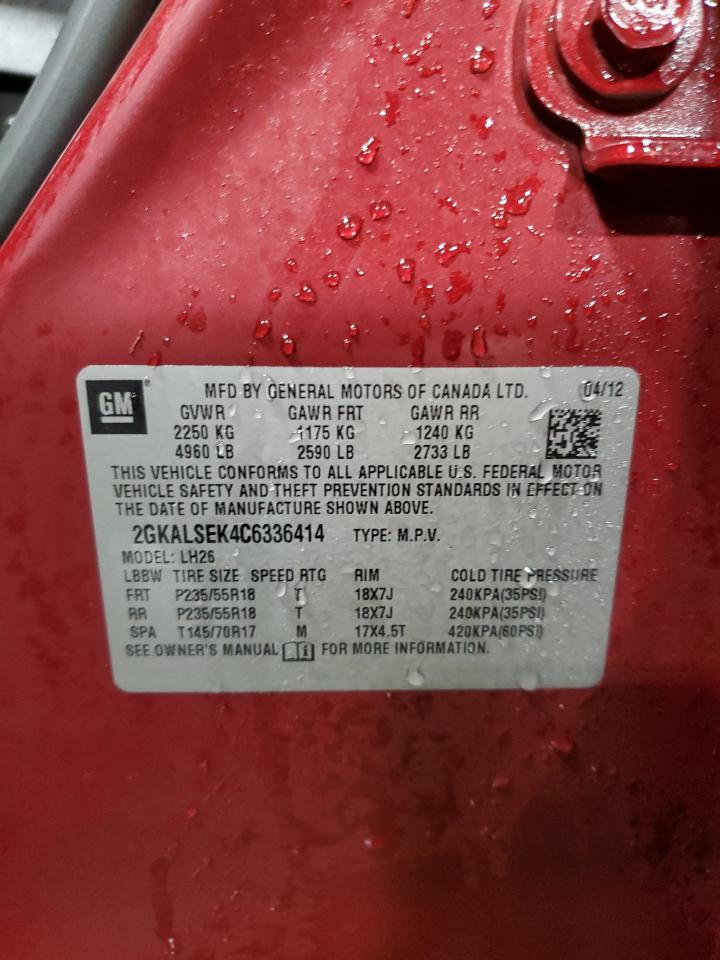 GM
MFD BY GENERAL MOTORS OF CANADA LTD. 04/12
GVWR GAWR FRT GAWR RR
2250 KG 1175 KG 1240 KG
4960 LB 2590 LB 2733 LB
THIS VEHICLE CONFORMS TO ALL APPLICABLE U.S. FEDERAL MOTOR
VEHICLE SAFETY AND THEFT PREVENTION STANDARDS IN EFFECT ON
THE DATE OF MANUFACTURE SHOWN ABOVE.
2GKALSEK4C6336414 TYPE: M.P.V.
MODEL: LH26
LBBW TIRE SIZE SPEED RTG RIM COLD TIRE PRESSURE
FRT P235/55R18 T 18X7J 240KPA(35PSI)
RR P235/55R18 T 18X7J 240KPA(35PSI)
SPA T145/70R17 M 17X4.5T 420KPA(60PSI)
SEE OWNER'S MANUAL FOR MORE INFORMATION.